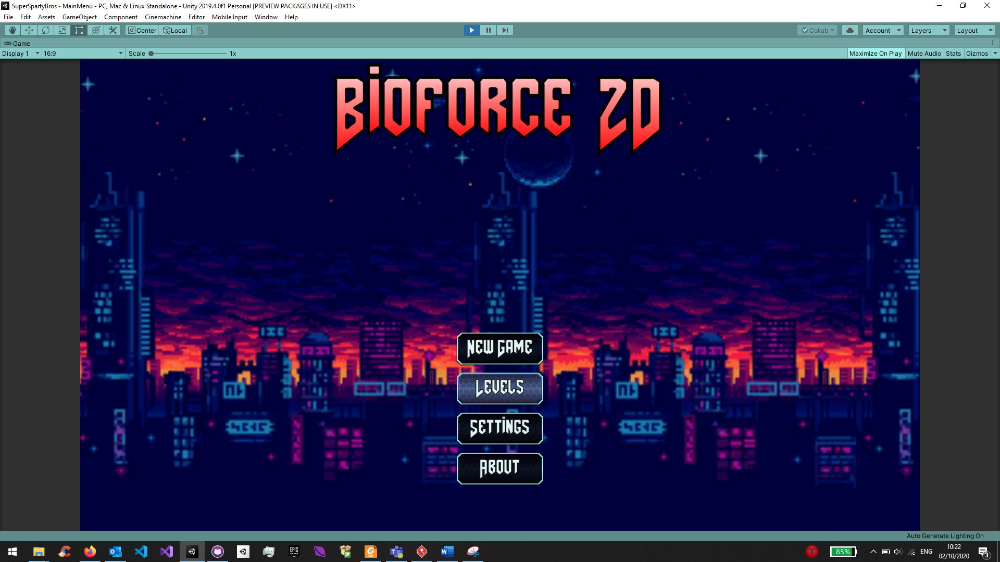 SuperSpartyBros - MainMenu - PC, Mac & Linux Standalone - Unity 2019.4.0f1 Personal [PREVIEW PACKAGES IN USE] <DX11>
File Edit Assets GameObject Component Cinemachine Editor Mobile Input Window Help
Center Local Collab Account Layers Layout
Game
Display 1 16:9 Scale 1x Maximize On Play Mute Audio Stats Gizmos
BiOFORCE 2D
NEW GAME
LEVELS
SETTiNGS
ABOUT
Auto Generate Lighting On
EPIC
GAMES
85% ENG 10:22
02/10/2020
3